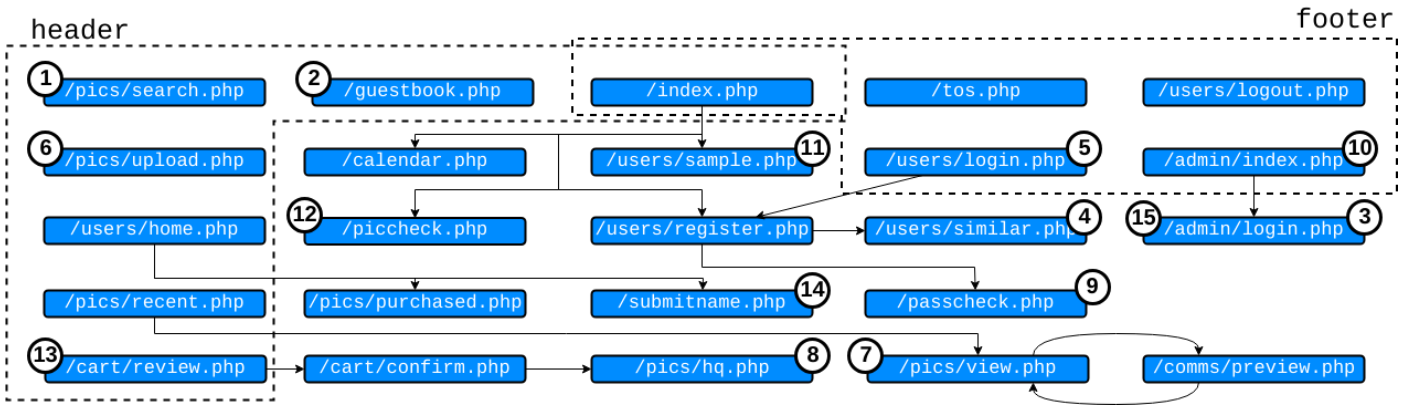 header
footer
1
/pics/search.php
2
/guestbook.php
/index.php
/tos.php
/users/logout.php
6
/pics/upload.php
/calendar.php
/users/sample.php
11
/users/login.php
5
/admin/index.php
10
/users/home.php
12
/piccheck.php
/users/register.php
/users/similar.php
4
15
/admin/login.php
3
/pics/recent.php
/pics/purchased.php
/submitname.php
14
/passcheck.php
9
13
/cart/review.php
/cart/confirm.php
/pics/hq.php
8
7
/pics/view.php
/comms/preview.php